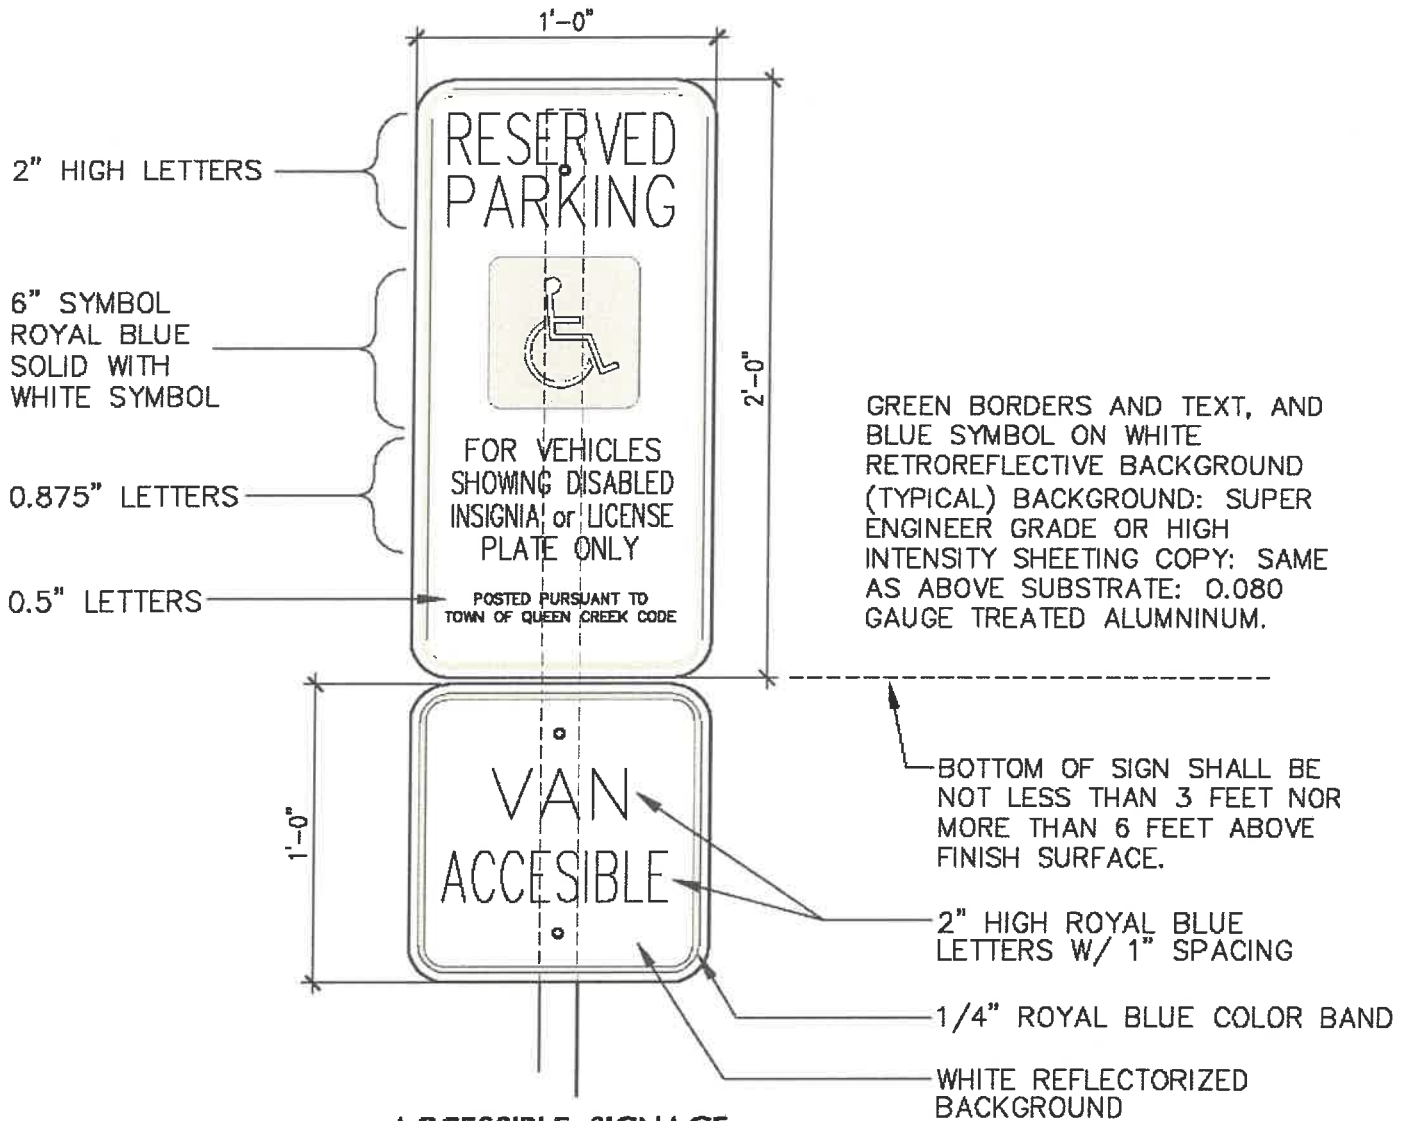 1'-0"
RESERVED
PARKING
2" HIGH LETTERS
6" SYMBOL
ROYAL BLUE
SOLID WITH
WHITE SYMBOL
2'-0"
FOR VEHICLES
SHOWING DISABLED
INSIGNIA or LICENSE
PLATE ONLY
0.875" LETTERS
0.5" LETTERS
POSTED PURSUANT TO
TOWN OF QUEEN CREEK CODE
GREEN BORDERS AND TEXT, AND
BLUE SYMBOL ON WHITE
RETROREFLECTIVE BACKGROUND
(TYPICAL) BACKGROUND: SUPER
ENGINEER GRADE OR HIGH
INTENSITY SHEETING COPY: SAME
AS ABOVE SUBSTRATE: 0.080
GAUGE TREATED ALUMNINUM.
1'-0"
VAN
ACCESIBLE
BOTTOM OF SIGN SHALL BE
NOT LESS THAN 3 FEET NOR
MORE THAN 6 FEET ABOVE
FINISH SURFACE.
2" HIGH ROYAL BLUE
LETTERS W/ 1" SPACING
1/4" ROYAL BLUE COLOR BAND
WHITE REFLECTORIZED
BACKGROUND
ACCESSIBLE SIGNAGE